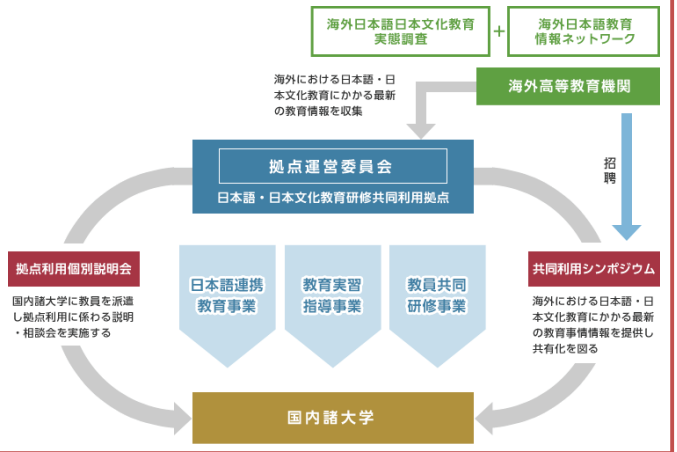 海外日本語日本文化教育
実態調査
+
海外日本語教育
情報ネットワーク
海外高等教育機関
海外における日本語・日
本文化教育にかかる最新
の教育情報を収集
招聘
拠点運営委員会
日本語・日本文化教育研修共同利用拠点
拠点利用個別説明会
国内諸大学に教員を派遣
し拠点利用に係わる説明
・相談会を実施する
日本語連携
教育事業
教育実習
指導事業
教員共同
研修事業
共同利用シンポジウム
海外における日本語・日
本文化教育にかかる最新
の教育事情情報を提供し
共有化を図る
国内諸大学